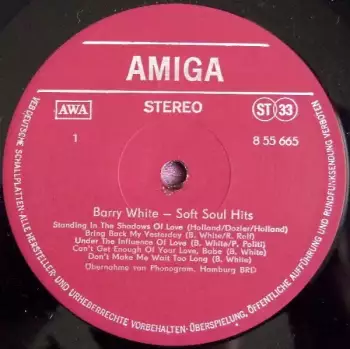 AMIGA
AWA
STEREO
ST 33
1
8 55 665
Barry White – Soft Soul Hits
Standing In The Shadows Of Love (Holland/Dozier/Holland)
Bring Back My Yesterday (B. White/R. Relf)
Under The Influence Of Love (B. White/P. Politi)
Can't Get Enough Of Your Love, Babe (B. White)
Don't Make Me Wait Too Long (B. White)
Übernahme von Phonogram, Hamburg BRD
VEB DEUTSCHE SCHALLPLATTEN·ALLE HERSTELLER- UND URHEBERRECHTE VORBEHALTEN·ÜBERSPIELUNG, ÖFFENTLICHE AUFFÜHRUNG UND RUNDFUNKSENDUNG VERBOTEN